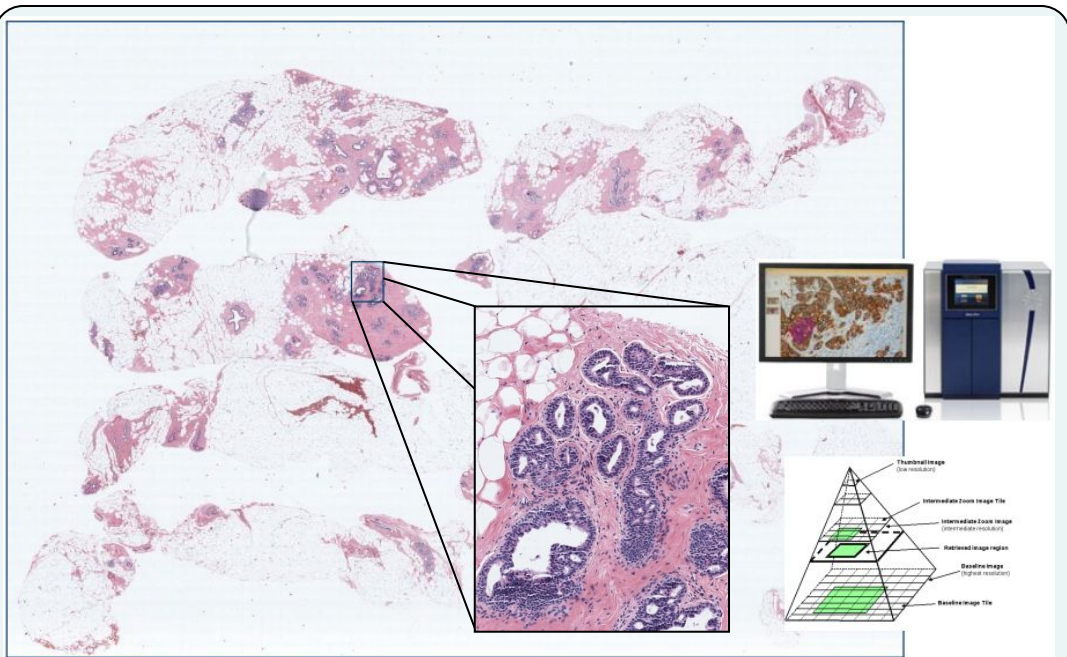 Thumbnail Image
(low resolution)
Intermediate Zoom Image Tile
Intermediate Zoom Image
(intermediate resolution)
Retrieved Image region
Baseline Image
(highest resolution)
Baseline Image Tile